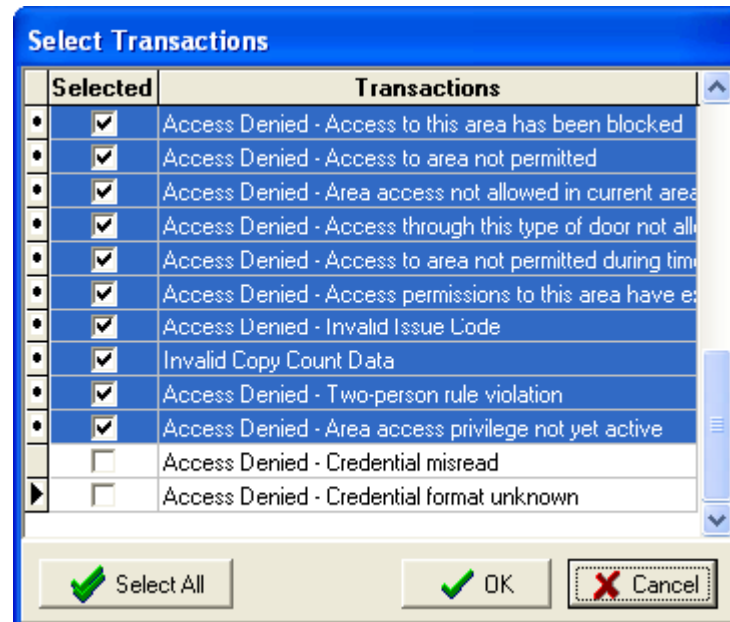 Select Transactions
Selected Transactions
Access Denied - Access to this area has been blocked
Access Denied - Access to area not permitted
Access Denied - Area access not allowed in current area
Access Denied - Access through this type of door not all
Access Denied - Access to area not permitted during time
Access Denied - Access permissions to this area have ex
Access Denied - Invalid Issue Code
Invalid Copy Count Data
Access Denied - Two-person rule violation
Access Denied - Area access privilege not yet active
Access Denied - Credential misread
Access Denied - Credential format unknown
Select All OK Cancel